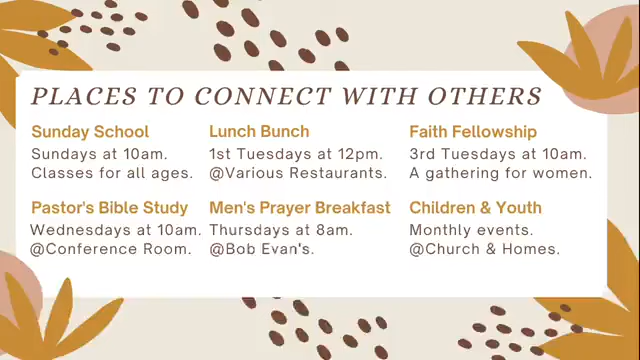 PLACES TO CONNECT WITH OTHERS
Sunday School
Sundays at 10am.
Classes for all ages.
Lunch Bunch
1st Tuesdays at 12pm.
@Various Restaurants.
Faith Fellowship
3rd Tuesdays at 10am.
A gathering for women.
Pastor's Bible Study
Wednesdays at 10am.
@Conference Room.
Men's Prayer Breakfast
Thursdays at 8am.
@Bob Evan's.
Children & Youth
Monthly events.
@Church & Homes.